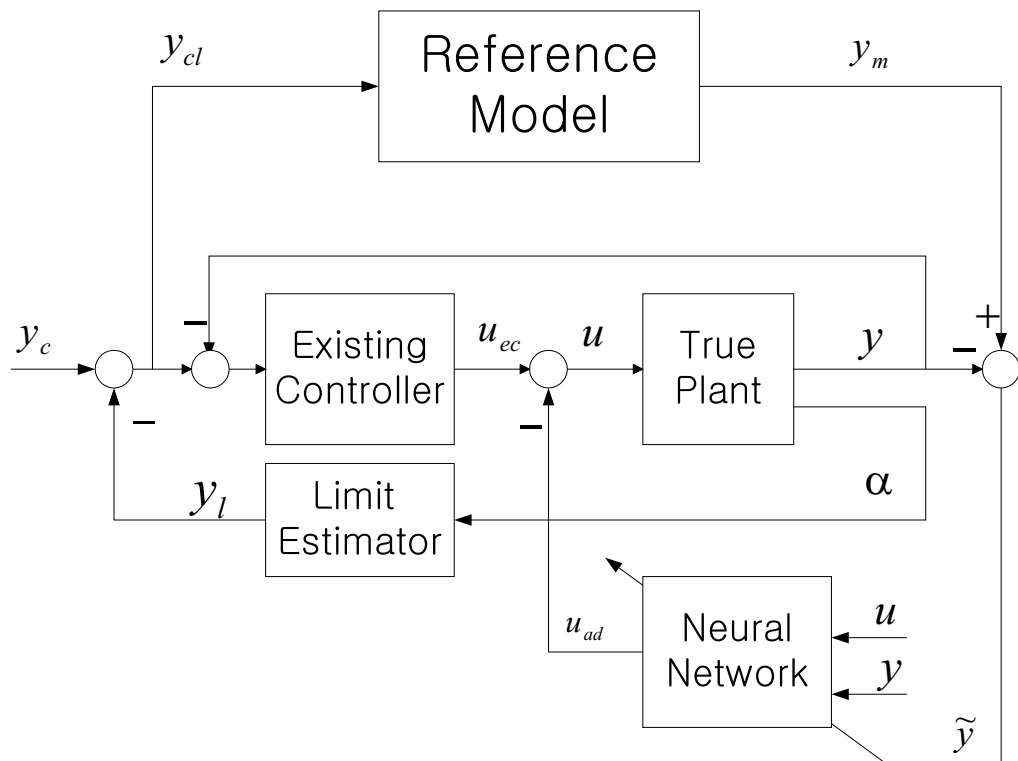 y_cl
Reference
Model
y_m
y_c
−
Existing
Controller
u_ec
u
True
Plant
y
+
−
−
−
y_l
Limit
Estimator
α
u_ad
Neural
Network
u
y
ỹ